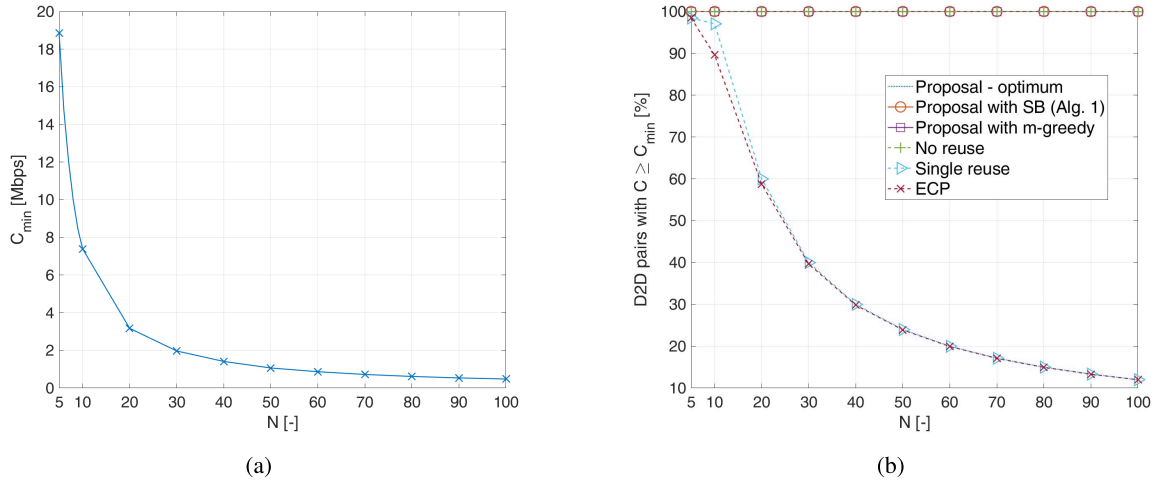 20
18
16
14
12
10
8
6
4
2
0
C_min [Mbps]
5 10 20 30 40 50 60 70 80 90 100
N [-]
(a)
100
90
80
70
60
50
40
30
20
10
D2D pairs with C ≥ C_min [%]
Proposal - optimum
Proposal with SB (Alg. 1)
Proposal with m-greedy
No reuse
Single reuse
ECP
5 10 20 30 40 50 60 70 80 90 100
N [-]
(b)